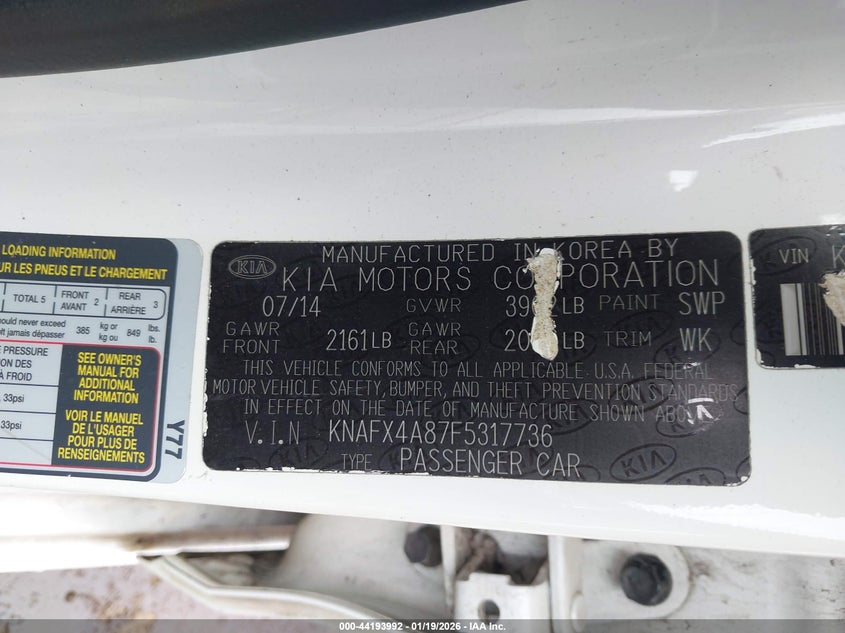 LOADING INFORMATION
UR LES PNEUS ET LE CHARGEMENT
TOTAL 5 FRONT AVANT 2 REAR ARRIÈRE 3
should never exceed 385 kg or 849 lbs.
jamais dépasser kg ou lb.
PRESSURE
DES
À FROID
33psi
33psi
SEE OWNER'S
MANUAL FOR
ADDITIONAL
INFORMATION
VOIR LE MANUEL
DE L'USAGER
POUR PLUS DE
RENSEIGNEMENTS
Y77
KIA
MANUFACTURED IN KOREA BY
KIA MOTORS CORPORATION
07/14 GVWR LB PAINT SWP
GAWR FRONT 2161LB GAWR REAR LB TRIM WK
THIS VEHICLE CONFORMS TO ALL APPLICABLE U.S.A. FEDERAL
MOTOR VEHICLE SAFETY, BUMPER, AND THEFT PREVENTION STANDARDS
IN EFFECT ON THE DATE OF MANUFACTURE SHOWN ABOVE.
V.I.N KNAFX4A87F5317736
TYPE PASSENGER CAR
VIN K
000-44193992 - 01/19/2026 - IAA Inc.